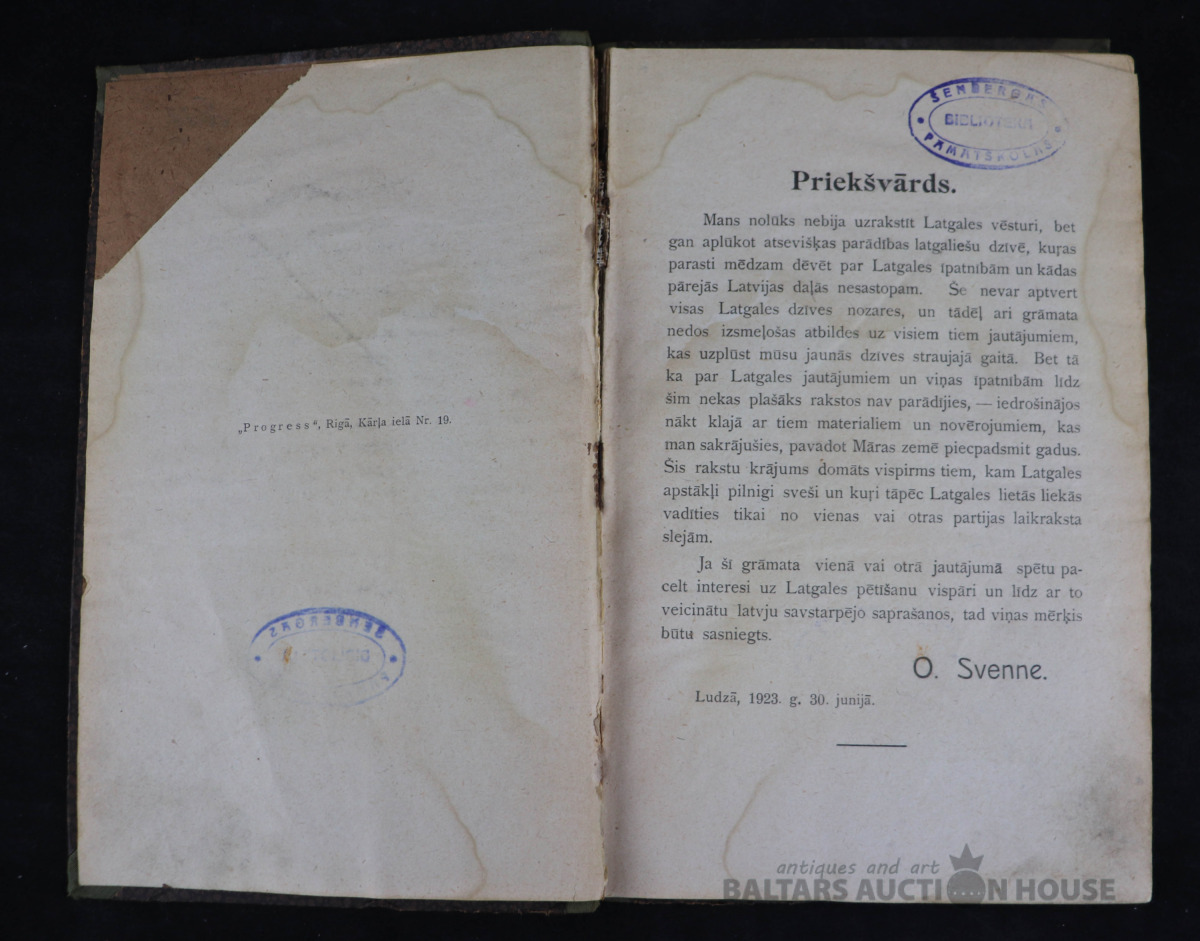 „Progress“, Rīgā, Kārļa ielā Nr. 19.
ŠENBERGAS
ŠENBERGAS
BIBLIOTEKA
PAMATSKOLAS
Priekšvārds.
Mans nolūks nebija uzrakstīt Latgales vēsturi, bet
gan aplūkot atsevišķas parādības latgaliešu dzīvē, kuŗas
parasti mēdzam dēvēt par Latgales īpatnībām un kādas
pārejās Latvijas daļās nesastopam. Še nevar aptvert
visas Latgales dzīves nozares, un tādēļ ari grāmata
nedos izsmeļošas atbildes uz visiem tiem jautājumiem,
kas uzplūst mūsu jaunās dzīves straujajā gaitā. Bet tā
ka par Latgales jautājumiem un viņas īpatnībām līdz
šim nekas plašāks rakstos nav parādījies, — iedrošinājos
nākt klajā ar tiem materialiem un novērojumiem, kas
man sakrājušies, pavadot Māras zemē piecpadsmit gadus.
Šis rakstu krājums domāts vispirms tiem, kam Latgales
apstākļi pilnigi sveši un kuŗi tāpēc Latgales lietās liekās
vadīties tikai no vienas vai otras partijas laikraksta
slejām.
Ja šī grāmata vienā vai otrā jautājumā spētu pa-
celt interesi uz Latgales pētīšanu vispāri un līdz ar to
veicinātu latvju savstarpējo saprašanos, tad viņas mērķis
būtu sasniegts.
O. Svenne.
Ludzā, 1923. g. 30. junijā.
antiques and art
BALTARS AUCTION HOUSE